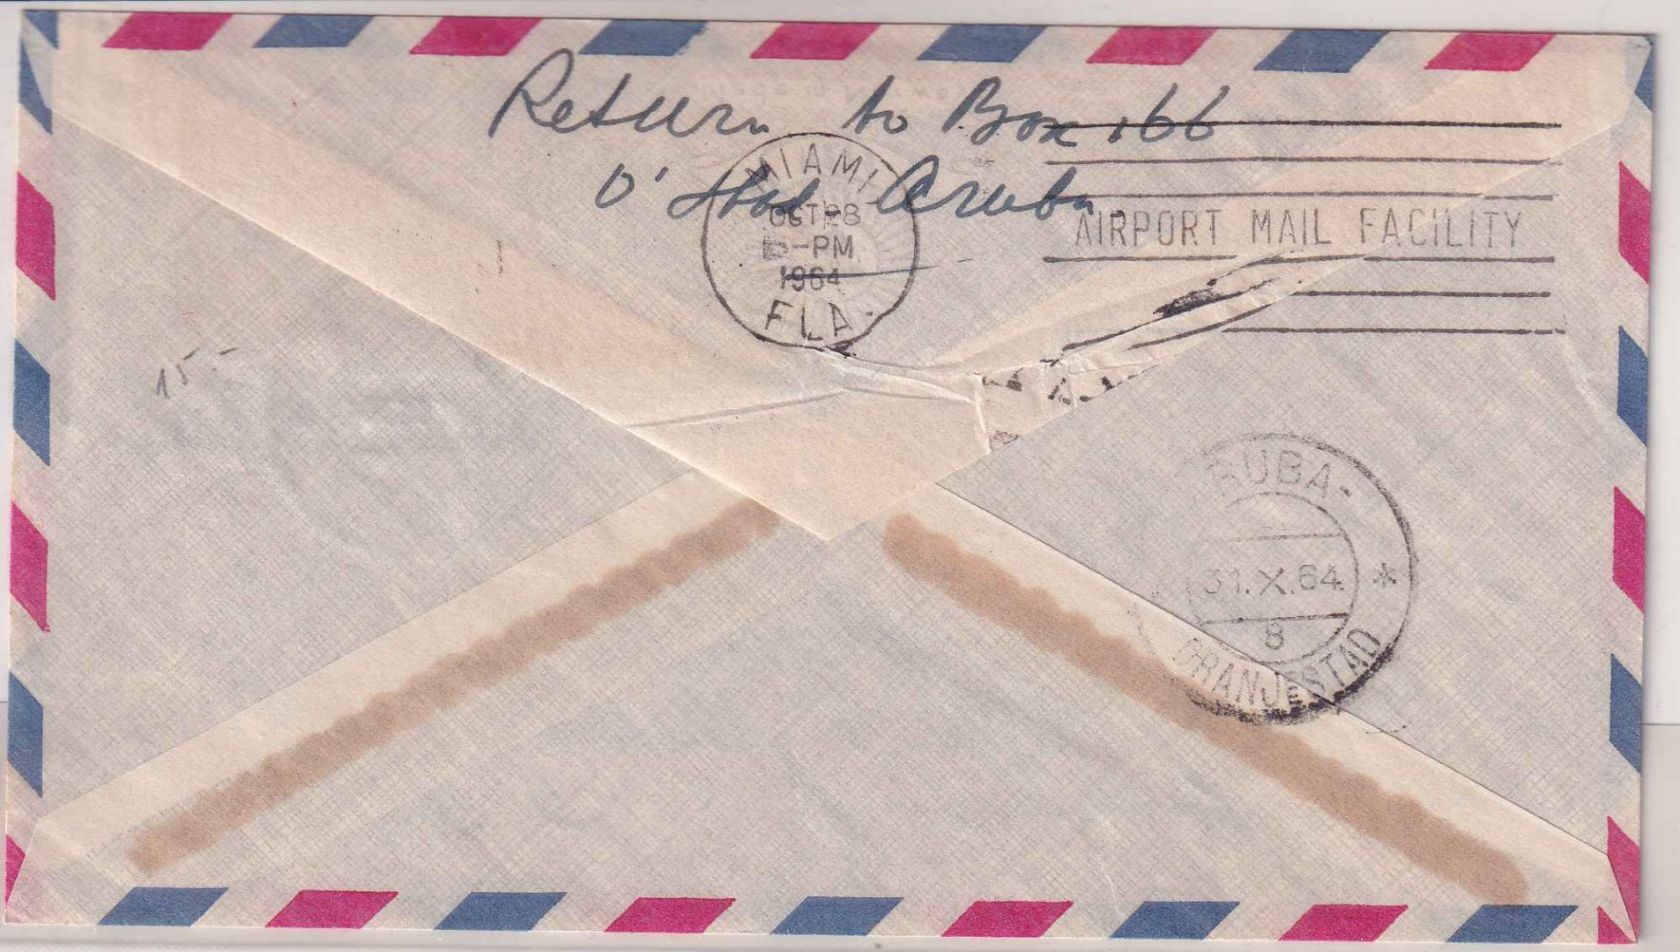 Return to Box 166
O'stad Aruba
MIAMI
OCT 28
-PM
1964
FLA.
AIRPORT MAIL FACILITY
15.-
RUBA-
31.X.64 *
8
ORANJESTAD